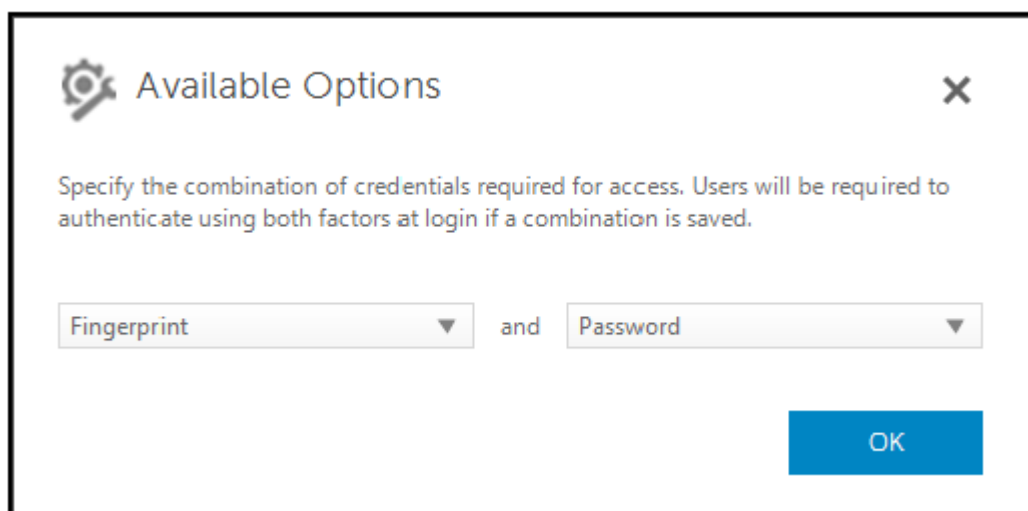 Available Options
Specify the combination of credentials required for access. Users will be required to
authenticate using both factors at login if a combination is saved.
Fingerprint and Password
OK